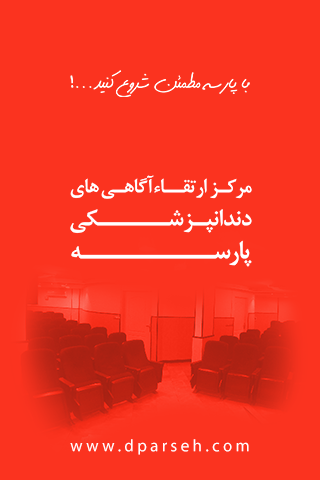 با پارسه مطمئن شروع کنید...!
مرکز ارتقاء آگاهی های
دندانپزشکی
پارسه
www.dparseh.com